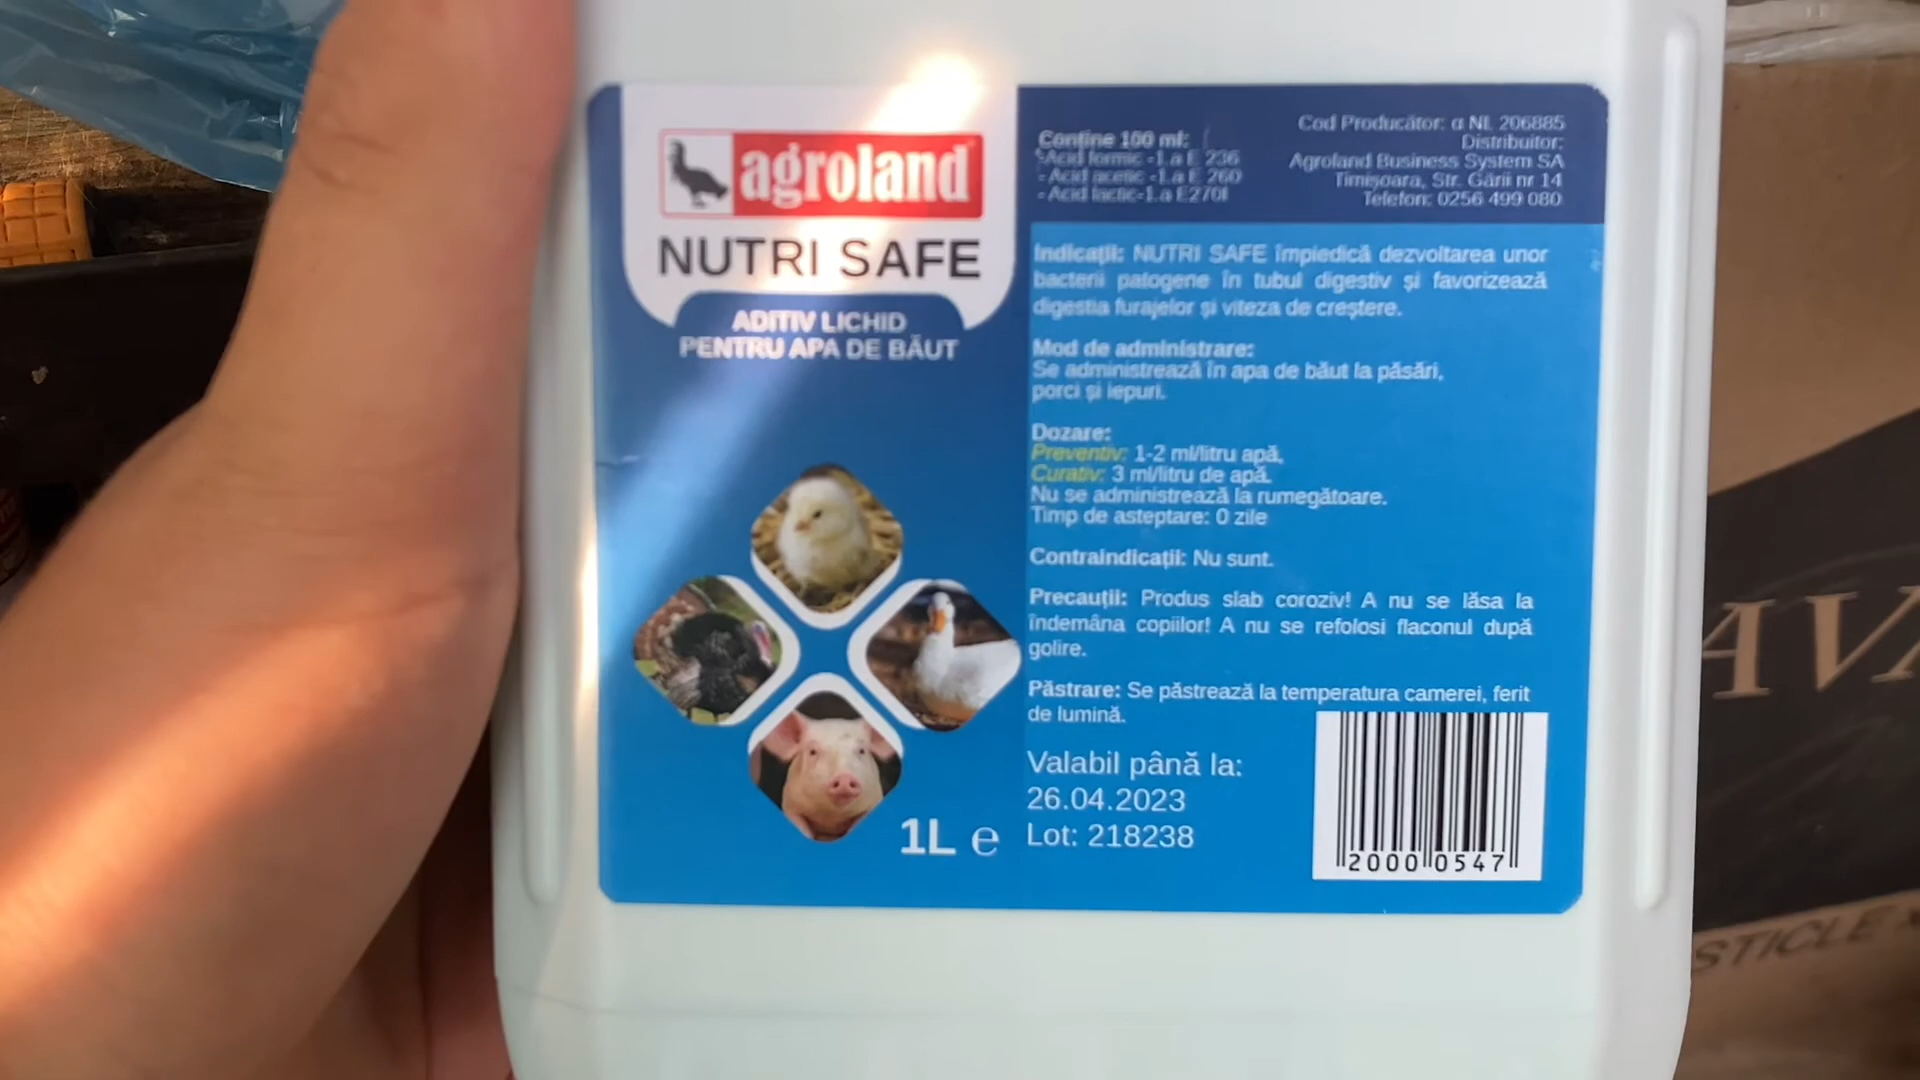 agroland
NUTRI SAFE
ADITIV LICHID
PENTRU APA DE BĂUT
1L e
Conține 100 ml:
- Acid formic -1.a E 236
- Acid acetic -1.a E 260
- Acid lactic-1.a E270
Cod Producător: α NL 206885
Distribuitor:
Agroland Business System SA
Timișoara, Str. Gării nr 14
Telefon: 0256 499 080
Indicații: NUTRI SAFE împiedică dezvoltarea unor
bacterii patogene în tubul digestiv și favorizează
digestia furajelor și viteza de creștere.
Mod de administrare:
Se administrează în apa de băut la păsări,
porci și iepuri.
Dozare:
Preventiv: 1-2 ml/litru apă,
Curativ: 3 ml/litru de apă.
Nu se administrează la rumegătoare.
Timp de asteptare: 0 zile
Contraindicații: Nu sunt.
Precauții: Produs slab coroziv! A nu se lăsa la
îndemâna copiilor! A nu se refolosi flaconul după
golire.
Păstrare: Se păstrează la temperatura camerei, ferit
de lumină.
Valabil până la:
26.04.2023
Lot: 218238
2000 0547
AVA
STICLE